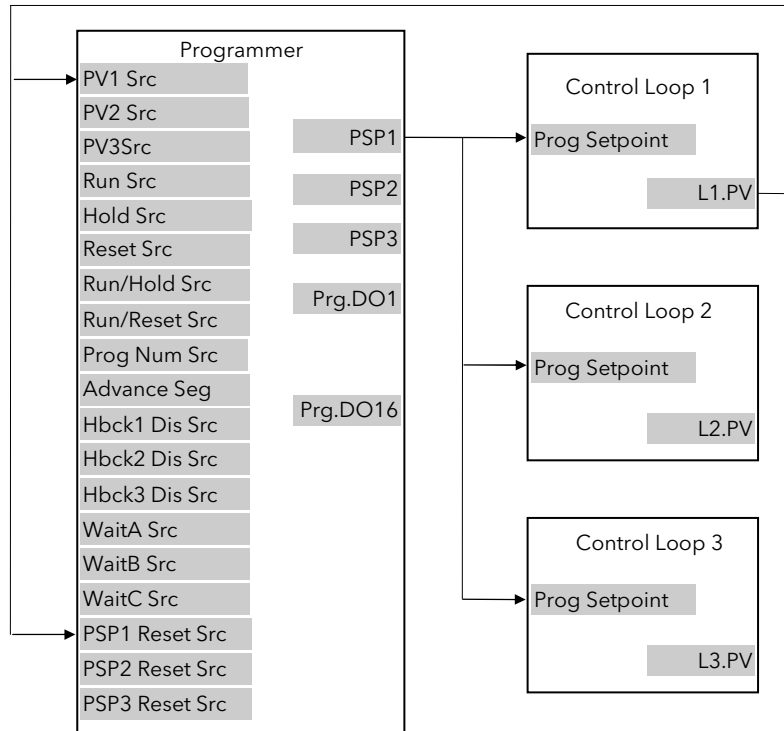 Programmer
PV1 Src
PV2 Src
PV3Src
Run Src
Hold Src
Reset Src
Run/Hold Src
Run/Reset Src
Prog Num Src
Advance Seg
Hbck1 Dis Src
Hbck2 Dis Src
Hbck3 Dis Src
WaitA Src
WaitB Src
WaitC Src
PSP1 Reset Src
PSP2 Reset Src
PSP3 Reset Src
PSP1
PSP2
PSP3
Prg.DO1
Prg.DO16
Control Loop 1
Prog Setpoint
L1.PV
Control Loop 2
Prog Setpoint
L2.PV
Control Loop 3
Prog Setpoint
L3.PV